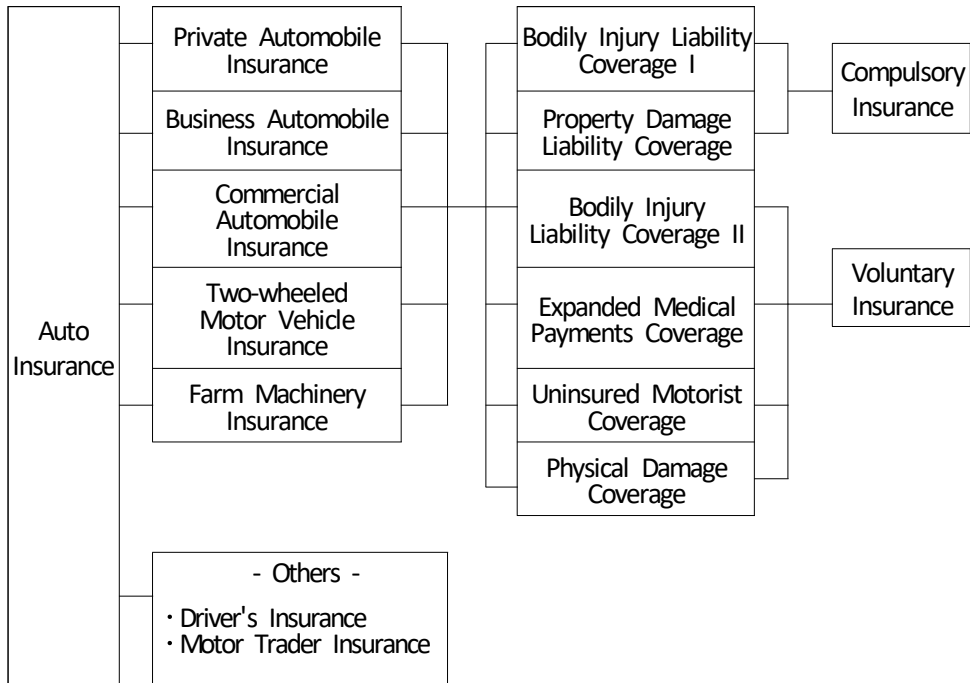 Auto
Insurance
Private Automobile
Insurance
Business Automobile
Insurance
Commercial
Automobile
Insurance
Two-wheeled
Motor Vehicle
Insurance
Farm Machinery
Insurance
- Others -
· Driver's Insurance
· Motor Trader Insurance
Bodily Injury Liability
Coverage I
Property Damage
Liability Coverage
Bodily Injury
Liability Coverage II
Expanded Medical
Payments Coverage
Uninsured Motorist
Coverage
Physical Damage
Coverage
Compulsory
Insurance
Voluntary
Insurance